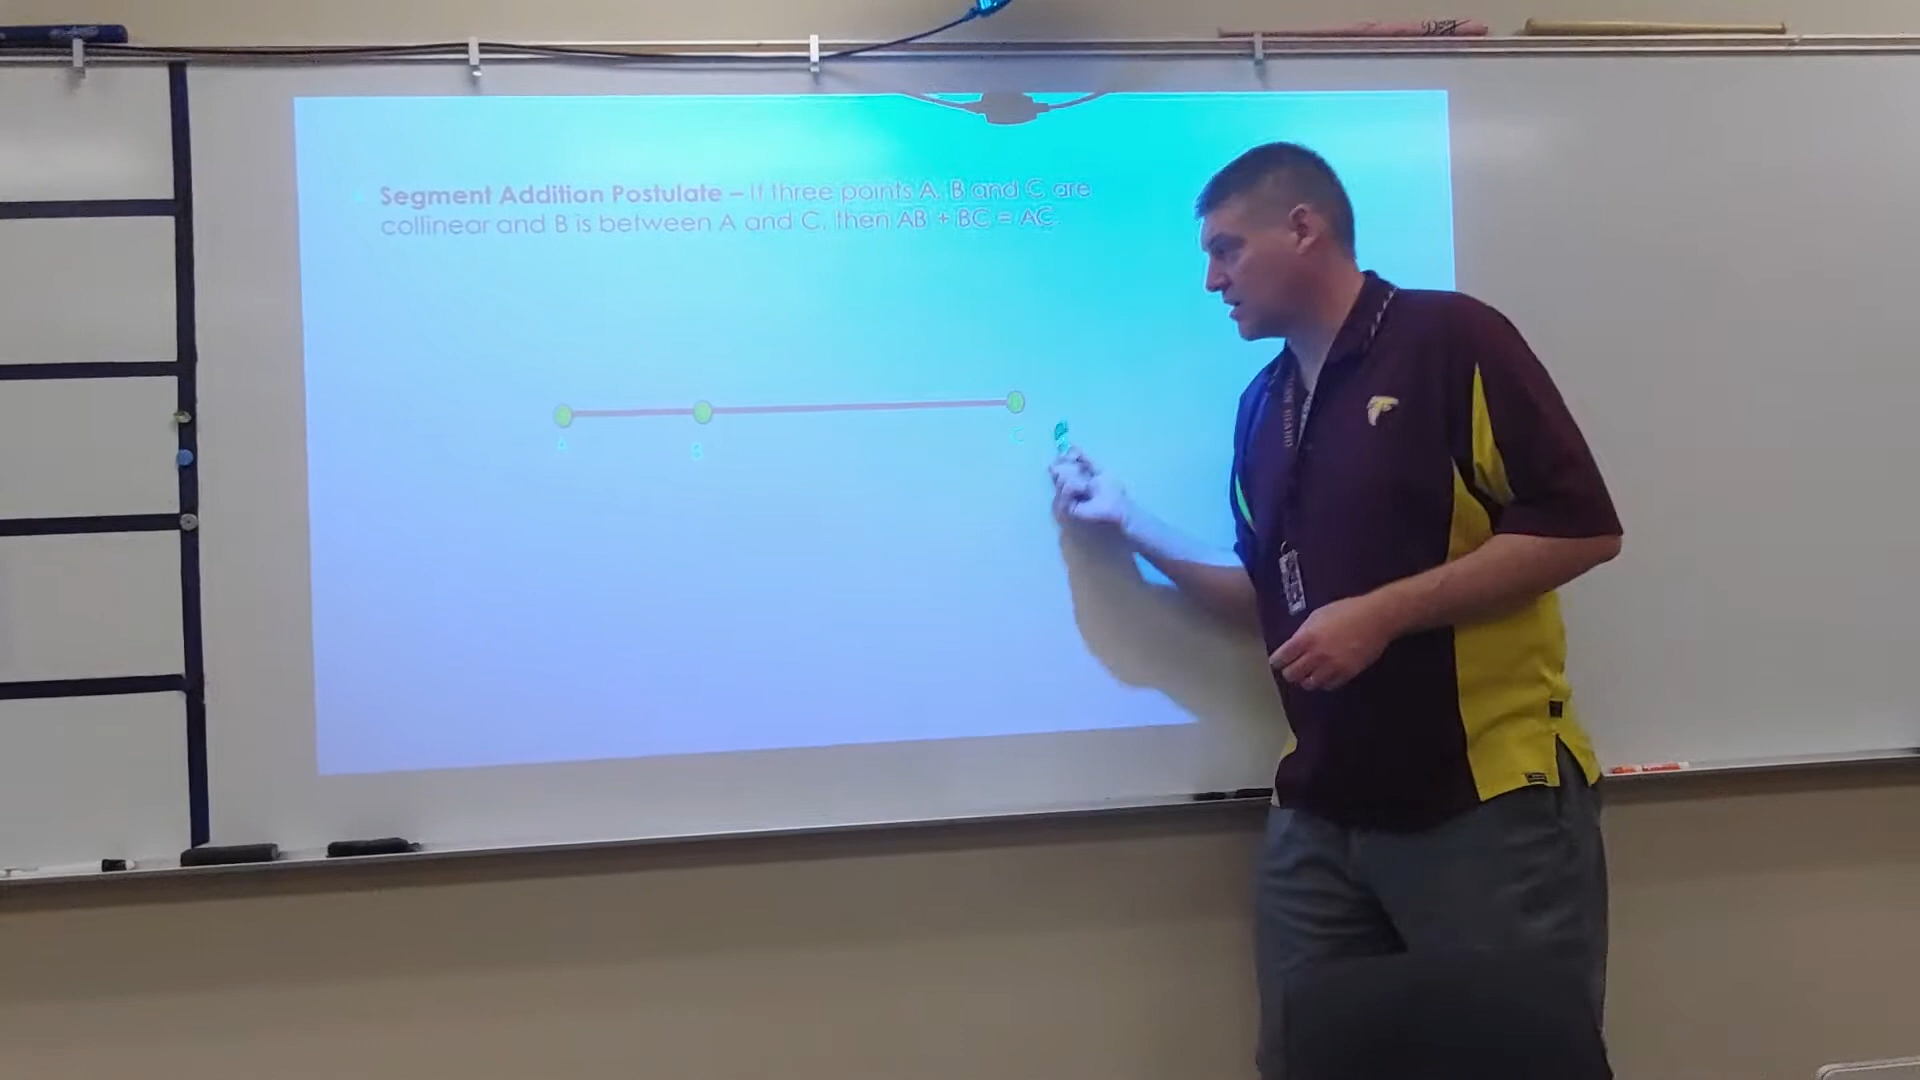 Segment Addition Postulate – If three points A, B and C are
collinear and B is between A and C, then AB + BC = AC.
A B C